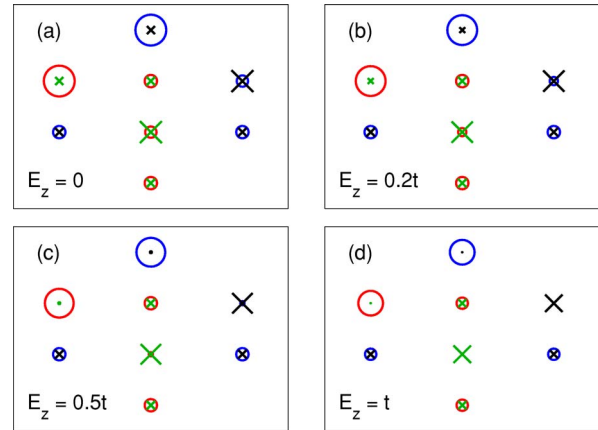 (a)
E_z = 0
(b)
E_z = 0.2t
(c)
E_z = 0.5t
(d)
E_z = t